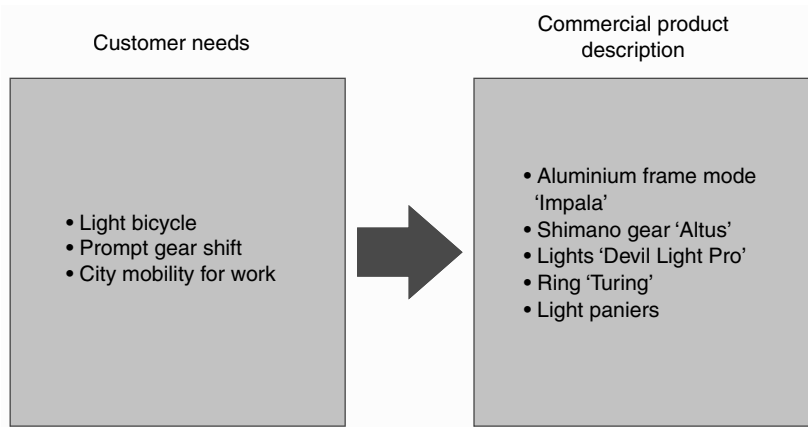 Customer needs
Commercial product
description
• Light bicycle
• Prompt gear shift
• City mobility for work
• Aluminium frame mode
‘Impala’
• Shimano gear ‘Altus’
• Lights ‘Devil Light Pro’
• Ring ‘Turing’
• Light paniers